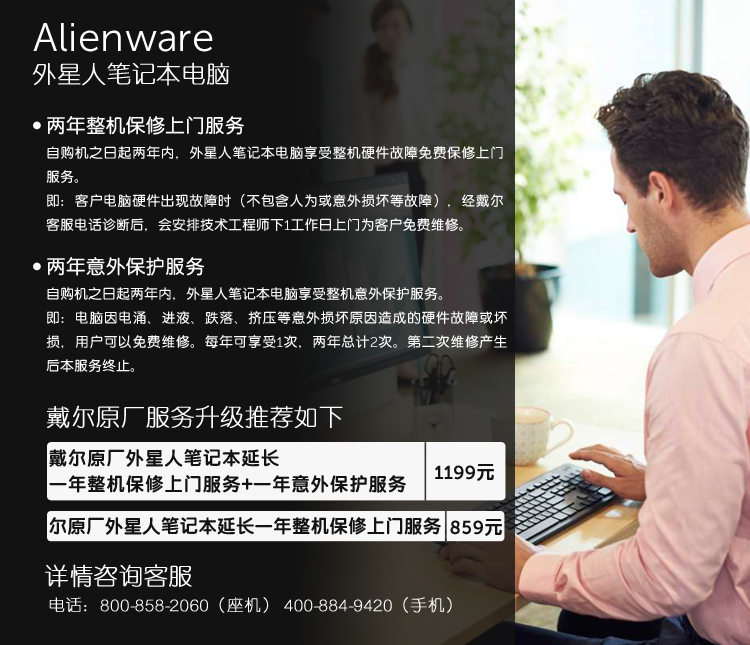 Alienware
外星人笔记本电脑
• 两年整机保修上门服务
自购机之日起两年内，外星人笔记本电脑享受整机硬件故障免费保修上门
服务。
即：客户电脑硬件出现故障时（不包含人为或意外损坏等故障），经戴尔
客服电话诊断后，会安排技术工程师下1工作日上门为客户免费维修。
• 两年意外保护服务
自购机之日起两年内，外星人笔记本电脑享受整机意外保护服务。
即：电脑因电涌、进液、跌落、挤压等意外损坏原因造成的硬件故障或坏
损，用户可以免费维修。每年可享受1次，两年总计2次。第二次维修产生
后本服务终止。
戴尔原厂服务升级推荐如下
戴尔原厂外星人笔记本延长
一年整机保修上门服务+一年意外保护服务 1199元
尔原厂外星人笔记本延长一年整机保修上门服务 859元
详情咨询客服
电话：800-858-2060（座机） 400-884-9420（手机）